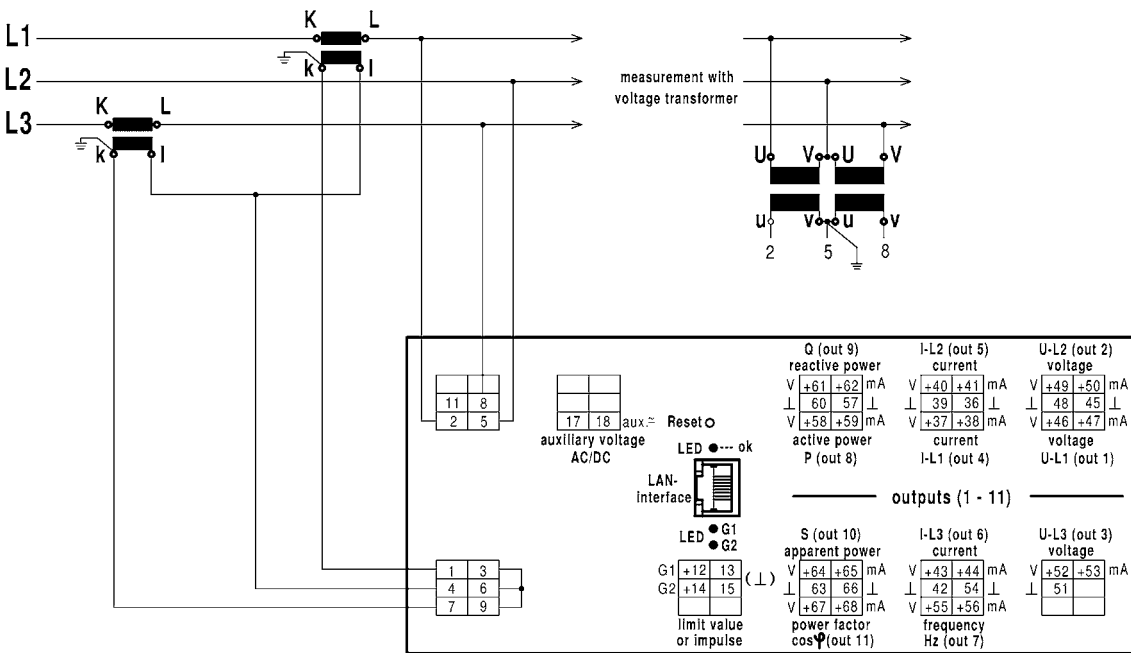 K L
L1
k l
L2
measurement with
voltage transformer
K L
L3
k l
U V U V
u v u v
2 5 8
Q (out 9)
reactive power
V +61 +62 mA
⊥ 60 57 ⊥
V +58 +59 mA
active power
P (out 8)
I-L2 (out 5)
current
V +40 +41 mA
⊥ 39 36 ⊥
V +37 +38 mA
current
I-L1 (out 4)
U-L2 (out 2)
voltage
V +49 +50 mA
⊥ 48 45 ⊥
V +46 +47 mA
voltage
U-L1 (out 1)
11 8
2 5
17 18 aux.≂
auxiliary voltage
AC/DC
Reset
LED --- ok
LAN-
interface
outputs (1 - 11)
LED G1
G2
1 3
4 6
7 9
G1 +12 13 (⊥)
G2 +14 15
limit value
or impulse
S (out 10)
apparent power
V +64 +65 mA
⊥ 63 66 ⊥
V +67 +68 mA
power factor
cosφ(out 11)
I-L3 (out 6)
current
V +43 +44 mA
⊥ 42 54 ⊥
V +55 +56 mA
frequency
Hz (out 7)
U-L3 (out 3)
voltage
V +52 +53 mA
⊥ 51